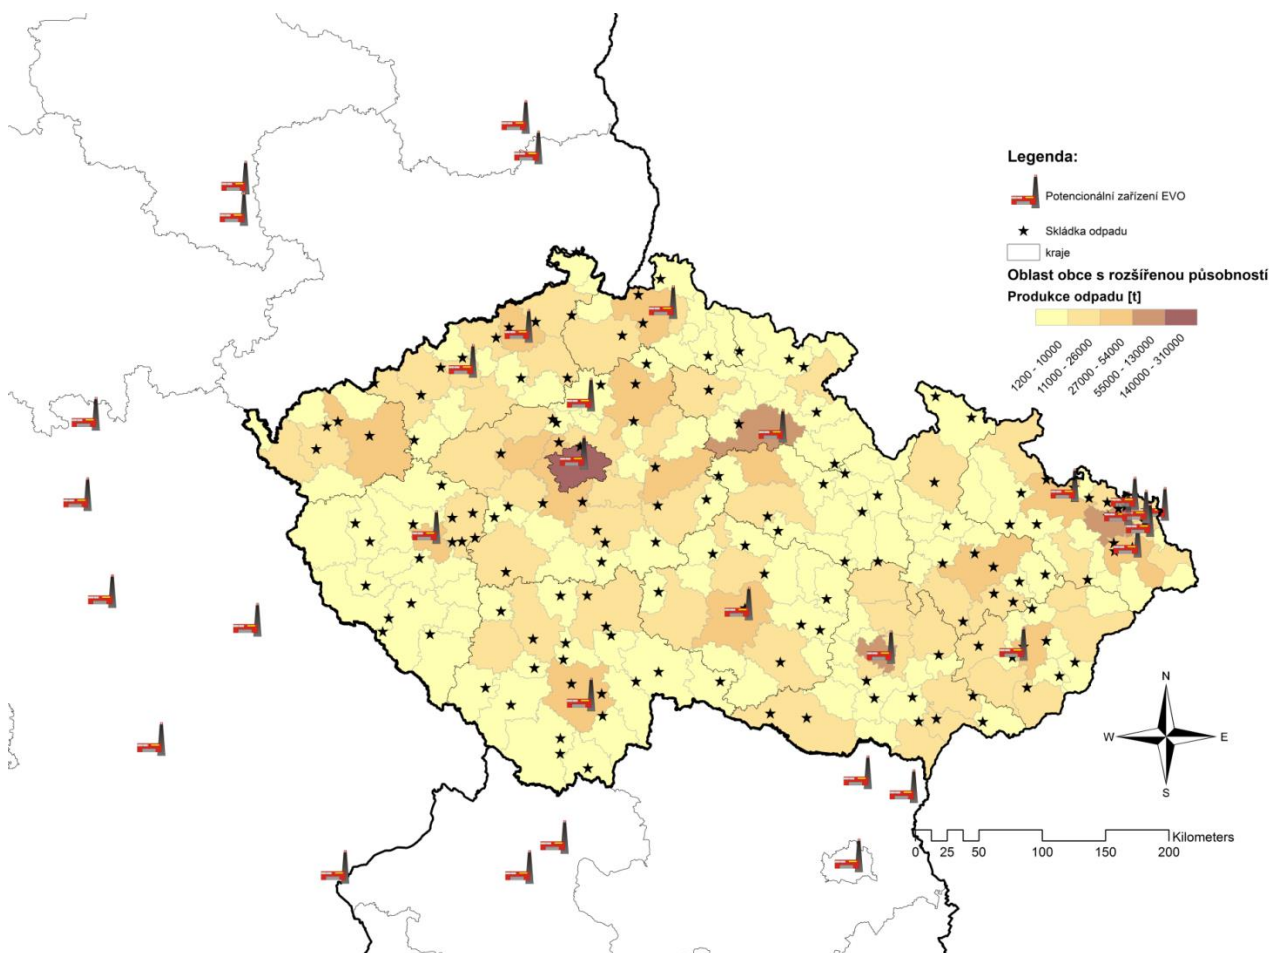 Legenda:
Potencionální zařízení EVO
Skládka odpadu
kraje
Oblast obce s rozšířenou působností
Produkce odpadu [t]
1200 - 10000
11000 - 26000
27000 - 54000
55000 - 130000
140000 - 310000
N
W E
S
Kilometers
0 25 50 100 150 200